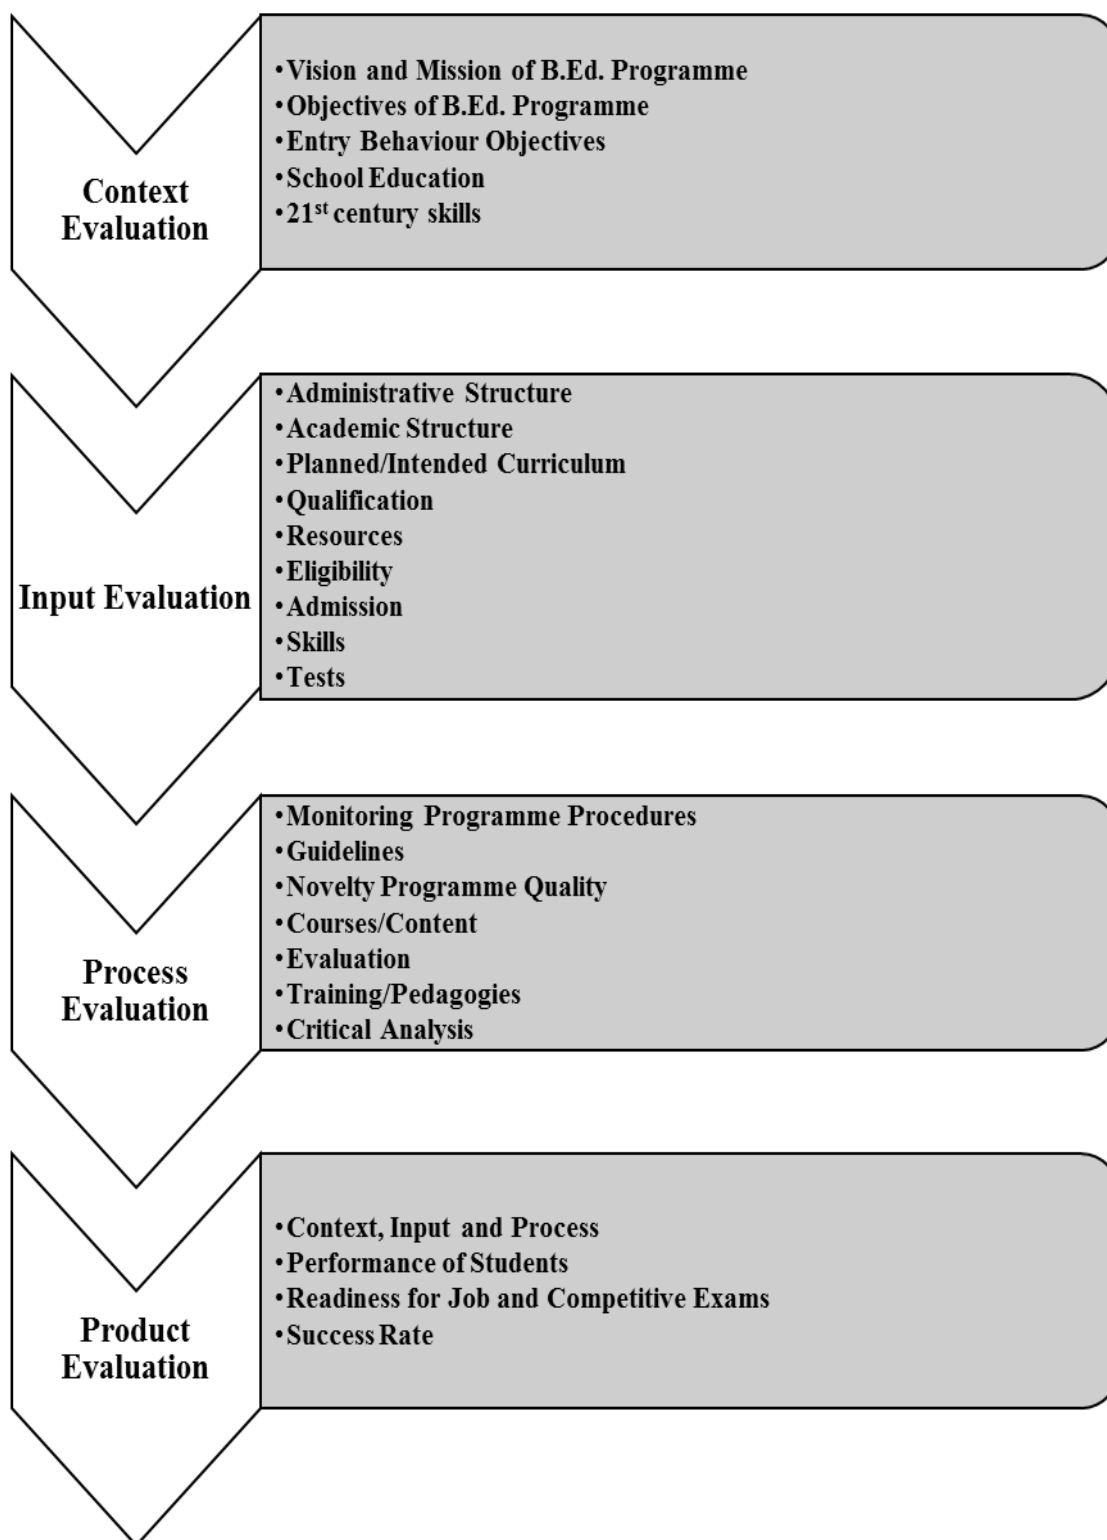 Context
Evaluation
•Vision and Mission of B.Ed. Programme
•Objectives of B.Ed. Programme
•Entry Behaviour Objectives
•School Education
•21st century skills
Input Evaluation
•Administrative Structure
•Academic Structure
•Planned/Intended Curriculum
•Qualification
•Resources
•Eligibility
•Admission
•Skills
•Tests
Process
Evaluation
•Monitoring Programme Procedures
•Guidelines
•Novelty Programme Quality
•Courses/Content
•Evaluation
•Training/Pedagogies
•Critical Analysis
Product
Evaluation
•Context, Input and Process
•Performance of Students
•Readiness for Job and Competitive Exams
•Success Rate